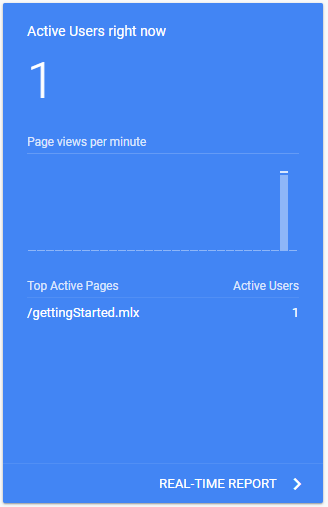 Active Users right now
1
Page views per minute
Top Active Pages Active Users
/gettingStarted.mlx 1
REAL-TIME REPORT